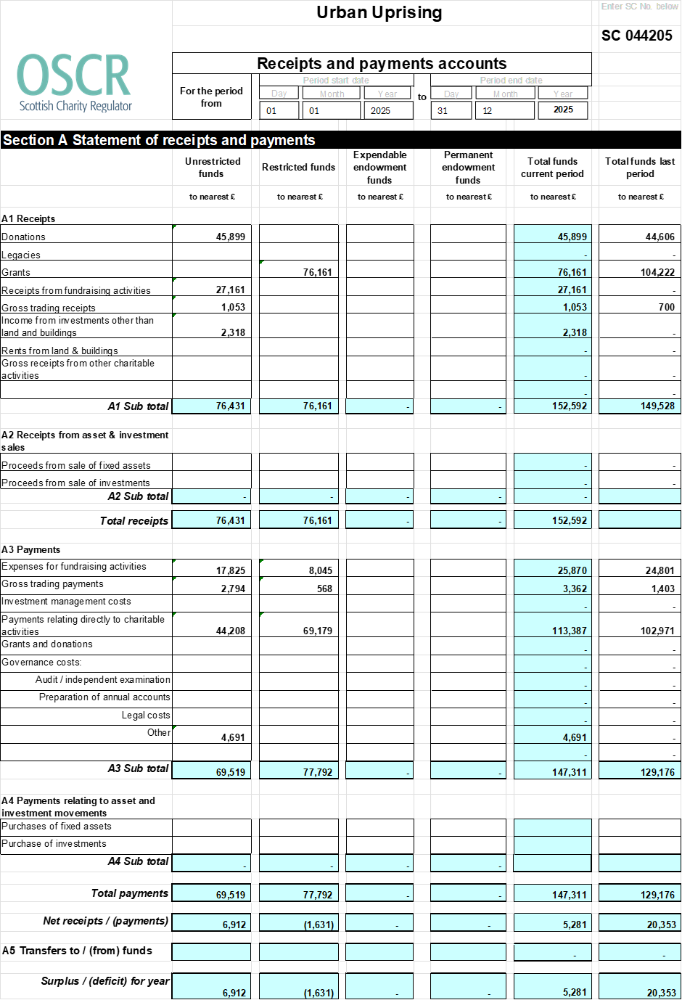 Urban Uprising
Enter SC No. below
SC 044205
OSCR
Scottish Charity Regulator
Receipts and payments accounts
For the period from
Period start date
Period end date
Day Month Year to Day Month Year
01 01 2025 31 12 2025
Section A Statement of receipts and payments
Unrestricted funds Restricted funds Expendable endowment funds Permanent endowment funds Total funds current period Total funds last period
to nearest £ to nearest £ to nearest £ to nearest £ to nearest £ to nearest £
A1 Receipts
Donations 45,899 45,899 44,606
Legacies - -
Grants 76,161 76,161 104,222
Receipts from fundraising activities 27,161 27,161 -
Gross trading receipts 1,053 1,053 700
Income from investments other than
land and buildings 2,318 2,318 -
Rents from land & buildings - -
Gross receipts from other charitable
activities - -
- -
A1 Sub total 76,431 76,161 - - 152,592 149,528
A2 Receipts from asset & investment
sales
Proceeds from sale of fixed assets - -
Proceeds from sale of investments - -
A2 Sub total - - - - -
Total receipts 76,431 76,161 - - 152,592
A3 Payments
Expenses for fundraising activities 17,825 8,045 25,870 24,801
Gross trading payments 2,794 568 3,362 1,403
Investment management costs - -
Payments relating directly to charitable
activities 44,208 69,179 113,387 102,971
Grants and donations - -
Governance costs: - -
Audit / independent examination - -
Preparation of annual accounts - -
Legal costs - -
Other 4,691 4,691 -
- -
A3 Sub total 69,519 77,792 - - 147,311 129,176
A4 Payments relating to asset and
investment movements
Purchases of fixed assets
Purchase of investments
A4 Sub total - - - -
Total payments 69,519 77,792 - - 147,311 129,176
Net receipts / (payments) 6,912 (1,631) - - 5,281 20,353
A5 Transfers to / (from) funds - -
Surplus / (deficit) for year 6,912 (1,631) - - 5,281 20,353